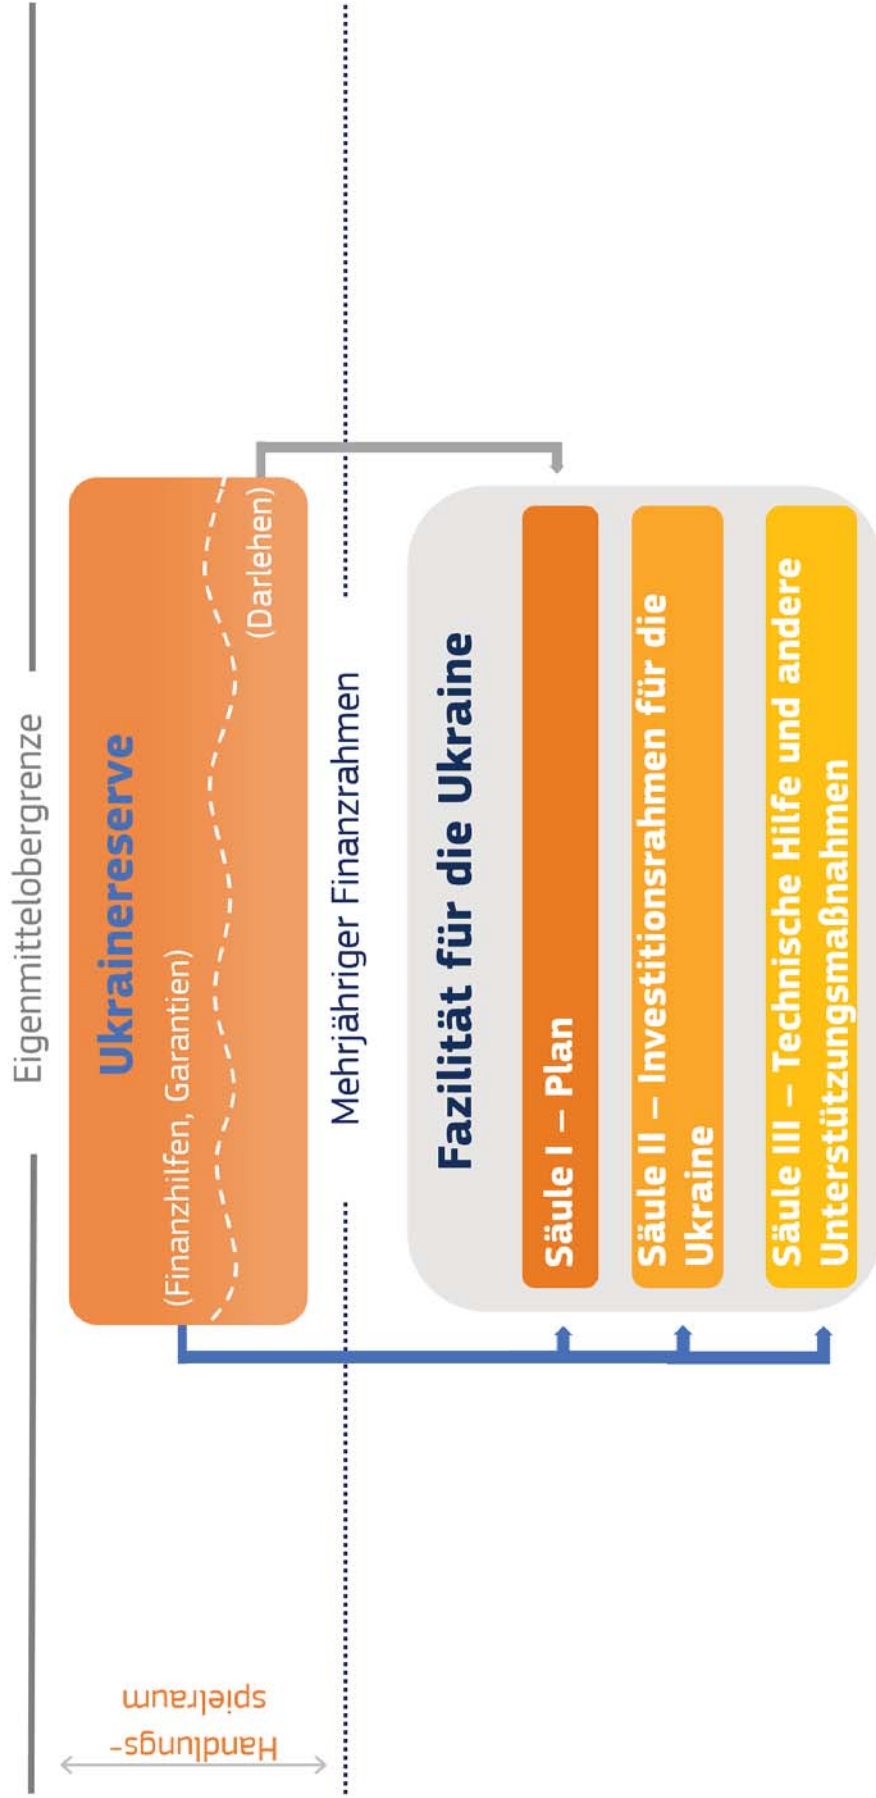 Eigenmittelobergrenze
Handlungs-
spielraum
Ukrainereserve
(Finanzhilfen, Garantien)
(Darlehen)
Mehrjähriger Finanzrahmen
Fazilität für die Ukraine
Säule I – Plan
Säule II – Investitionsrahmen für die
Ukraine
Säule III – Technische Hilfe und andere
Unterstützungsmaßnahmen